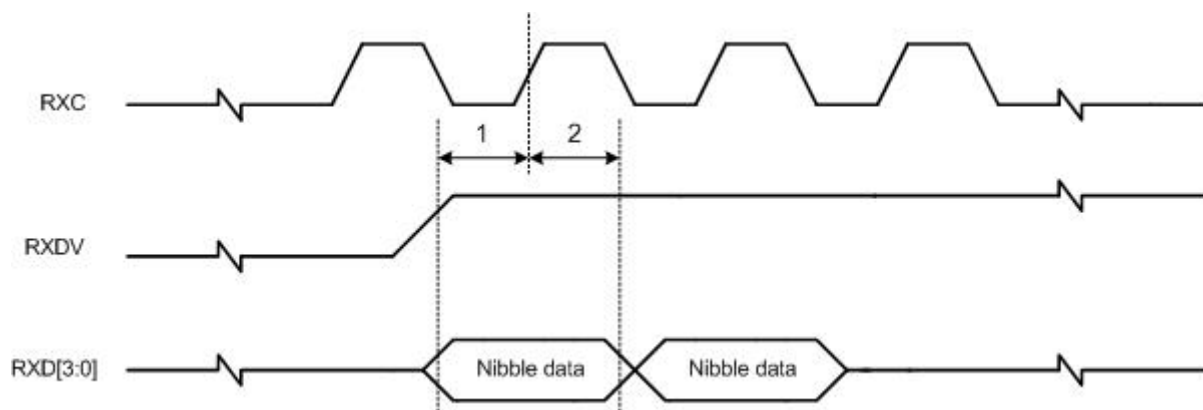 RXC
1
2
RXDV
RXD[3:0]
Nibble data
Nibble data